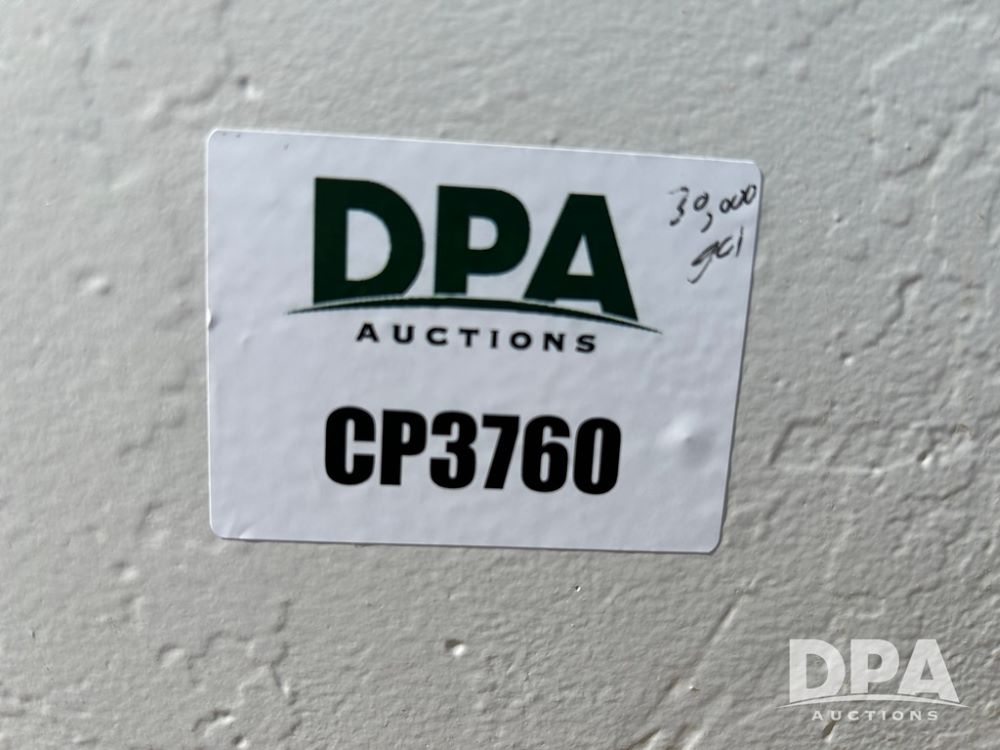 DPA
AUCTIONS
30,000
gal
CP3760
DPA
AUCTIONS